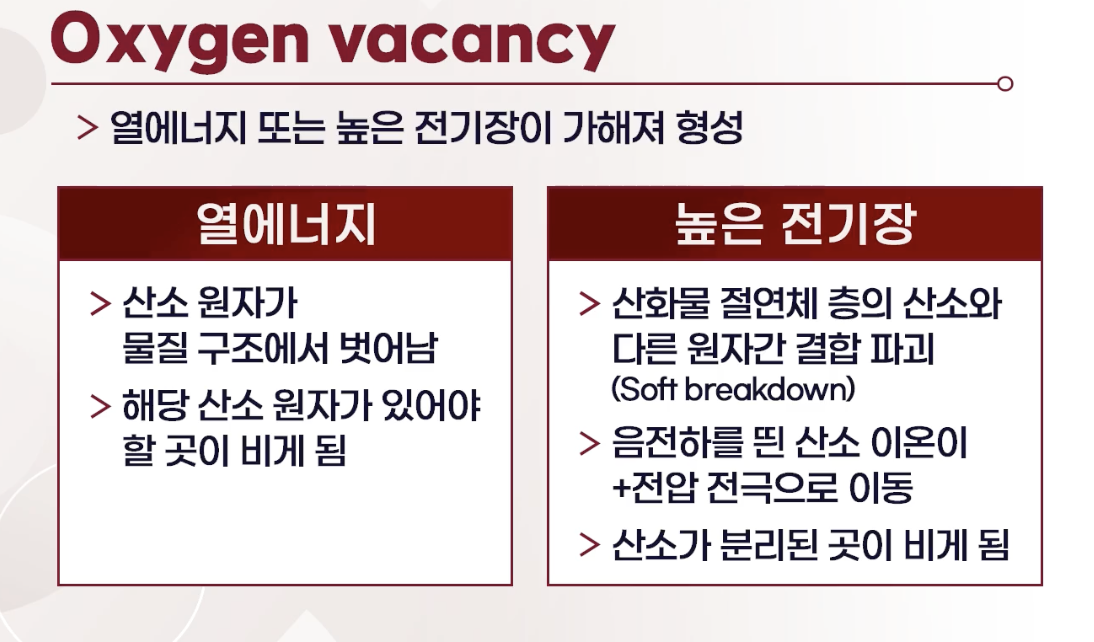 Oxygen vacancy
> 열에너지 또는 높은 전기장이 가해져 형성
열에너지
> 산소 원자가
물질 구조에서 벗어남
> 해당 산소 원자가 있어야
할 곳이 비게 됨
높은 전기장
> 산화물 절연체 층의 산소와
다른 원자간 결합 파괴
(Soft breakdown)
> 음전하를 띈 산소 이온이
+전압 전극으로 이동
> 산소가 분리된 곳이 비게 됨